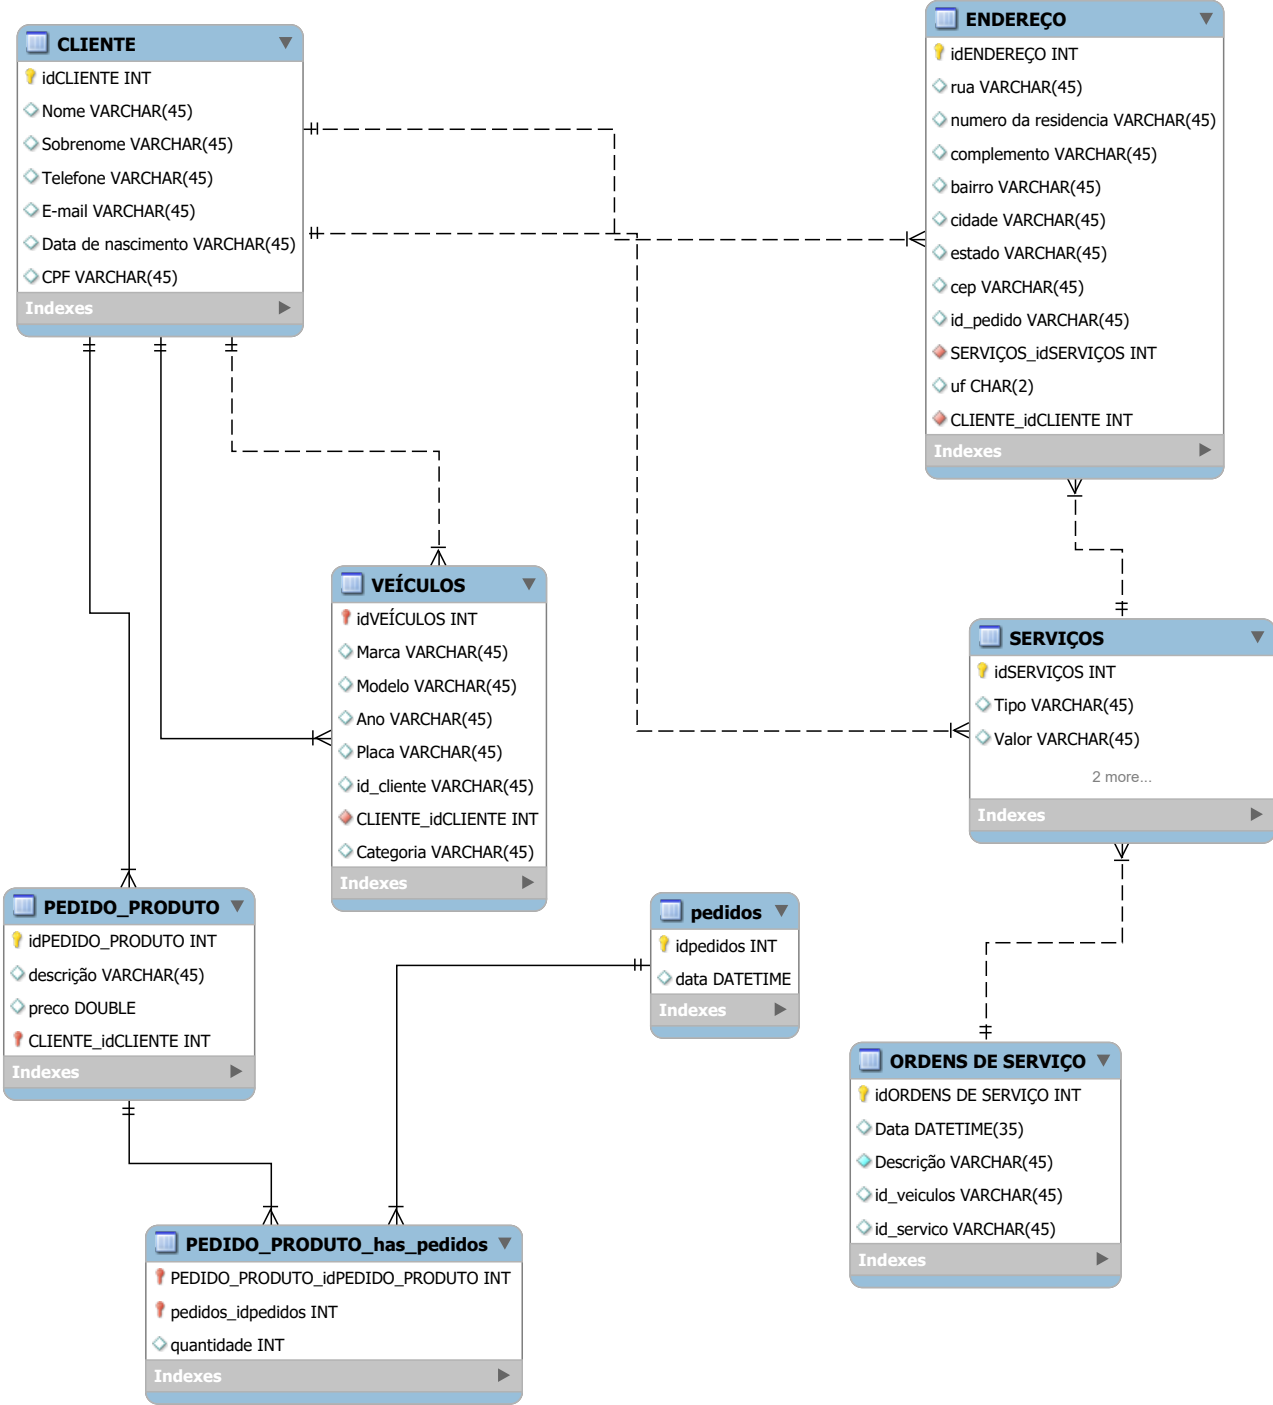 CLIENTE
idCLIENTE INT
Nome VARCHAR(45)
Sobrenome VARCHAR(45)
Telefone VARCHAR(45)
E-mail VARCHAR(45)
Data de nascimento VARCHAR(45)
CPF VARCHAR(45)
Indexes
ENDEREÇO
idENDEREÇO INT
rua VARCHAR(45)
numero da residencia VARCHAR(45)
complemento VARCHAR(45)
bairro VARCHAR(45)
cidade VARCHAR(45)
estado VARCHAR(45)
cep VARCHAR(45)
id_pedido VARCHAR(45)
SERVIÇOS_idSERVIÇOS INT
uf CHAR(2)
CLIENTE_idCLIENTE INT
Indexes
VEÍCULOS
idVEÍCULOS INT
Marca VARCHAR(45)
Modelo VARCHAR(45)
Ano VARCHAR(45)
Placa VARCHAR(45)
id_cliente VARCHAR(45)
CLIENTE_idCLIENTE INT
Categoria VARCHAR(45)
Indexes
SERVIÇOS
idSERVIÇOS INT
Tipo VARCHAR(45)
Valor VARCHAR(45)
2 more...
Indexes
PEDIDO_PRODUTO
idPEDIDO_PRODUTO INT
descrição VARCHAR(45)
preco DOUBLE
CLIENTE_idCLIENTE INT
Indexes
pedidos
idpedidos INT
data DATETIME
Indexes
ORDENS DE SERVIÇO
idORDENS DE SERVIÇO INT
Data DATETIME(35)
Descrição VARCHAR(45)
id_veiculos VARCHAR(45)
id_servico VARCHAR(45)
Indexes
PEDIDO_PRODUTO_has_pedidos
PEDIDO_PRODUTO_idPEDIDO_PRODUTO INT
pedidos_idpedidos INT
quantidade INT
Indexes